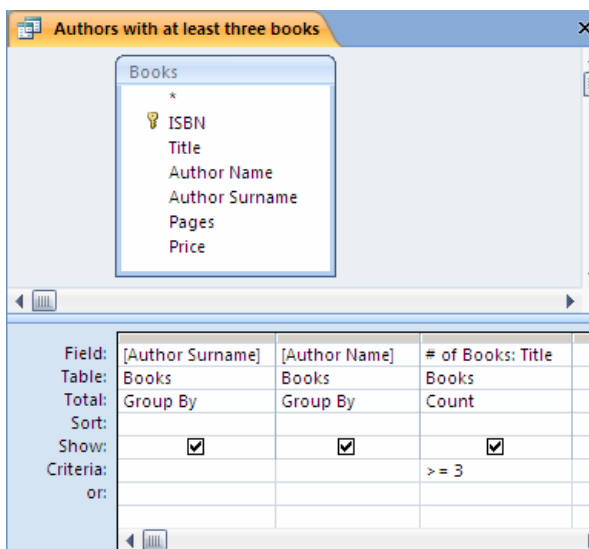 Authors with at least three books
Books
*
ISBN
Title
Author Name
Author Surname
Pages
Price
Field: [Author Surname] [Author Name] # of Books: Title
Table: Books Books Books
Total: Group By Group By Count
Sort:
Show:
Criteria: > = 3
or: